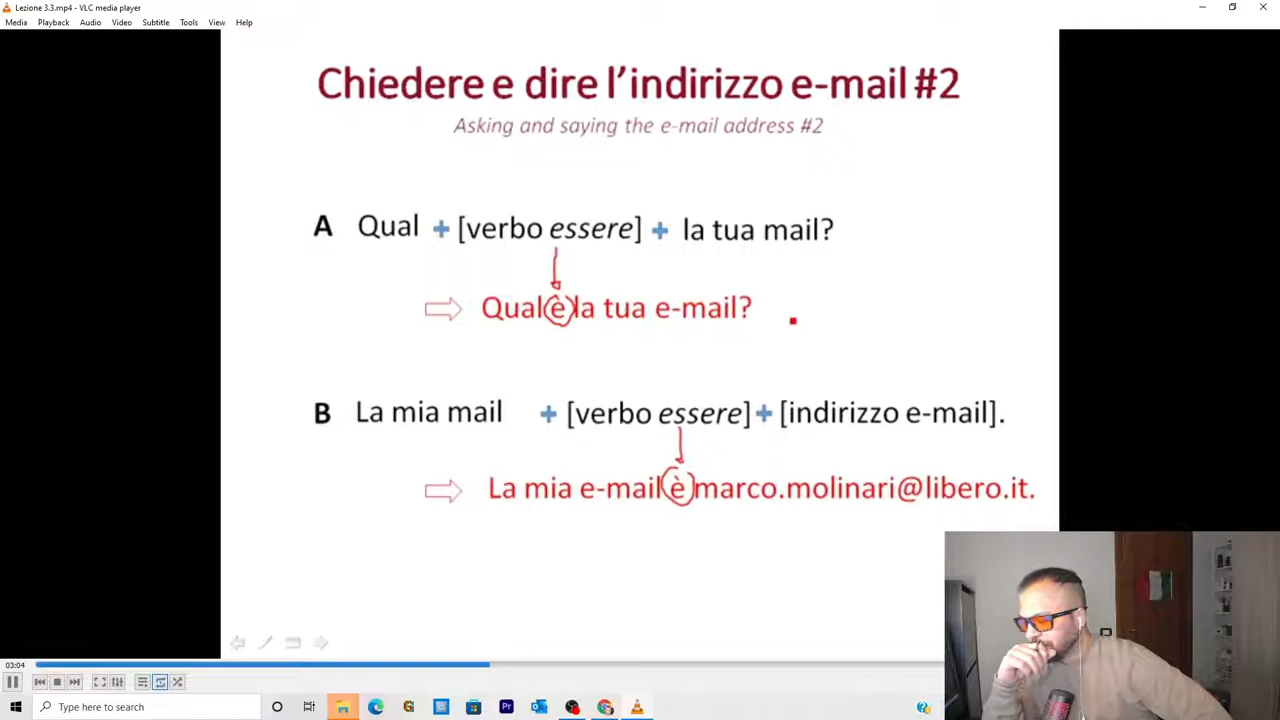 Lezione 3.3.mp4 - VLC media player
Media Playback Audio Video Subtitle Tools View Help
Chiedere e dire l'indirizzo e-mail #2
Asking and saying the e-mail address #2
A Qual + [verbo essere] + la tua mail?
Qual è la tua e-mail?
B La mia mail + [verbo essere] + [indirizzo e-mail].
La mia e-mail è marco.molinari@libero.it.
03:04
Type here to search
Pr